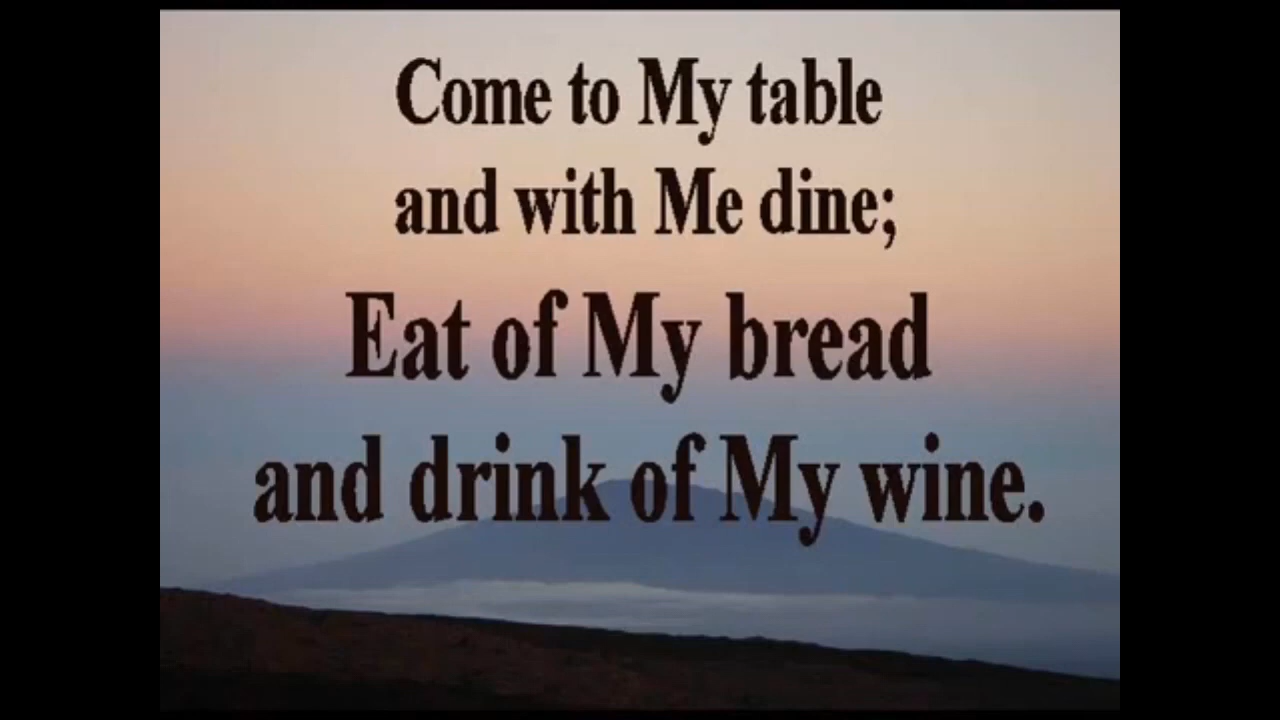 Come to My table
and with Me dine;
Eat of My bread
and drink of My wine.